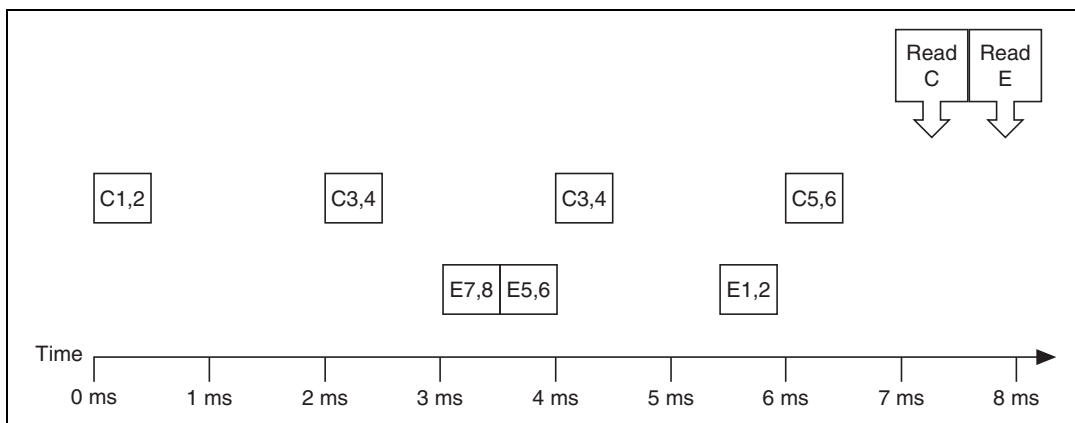 Read Read
C E
C1,2 C3,4 C3,4 C5,6
E7,8 E5,6 E1,2
Time
0 ms 1 ms 2 ms 3 ms 4 ms 5 ms 6 ms 7 ms 8 ms